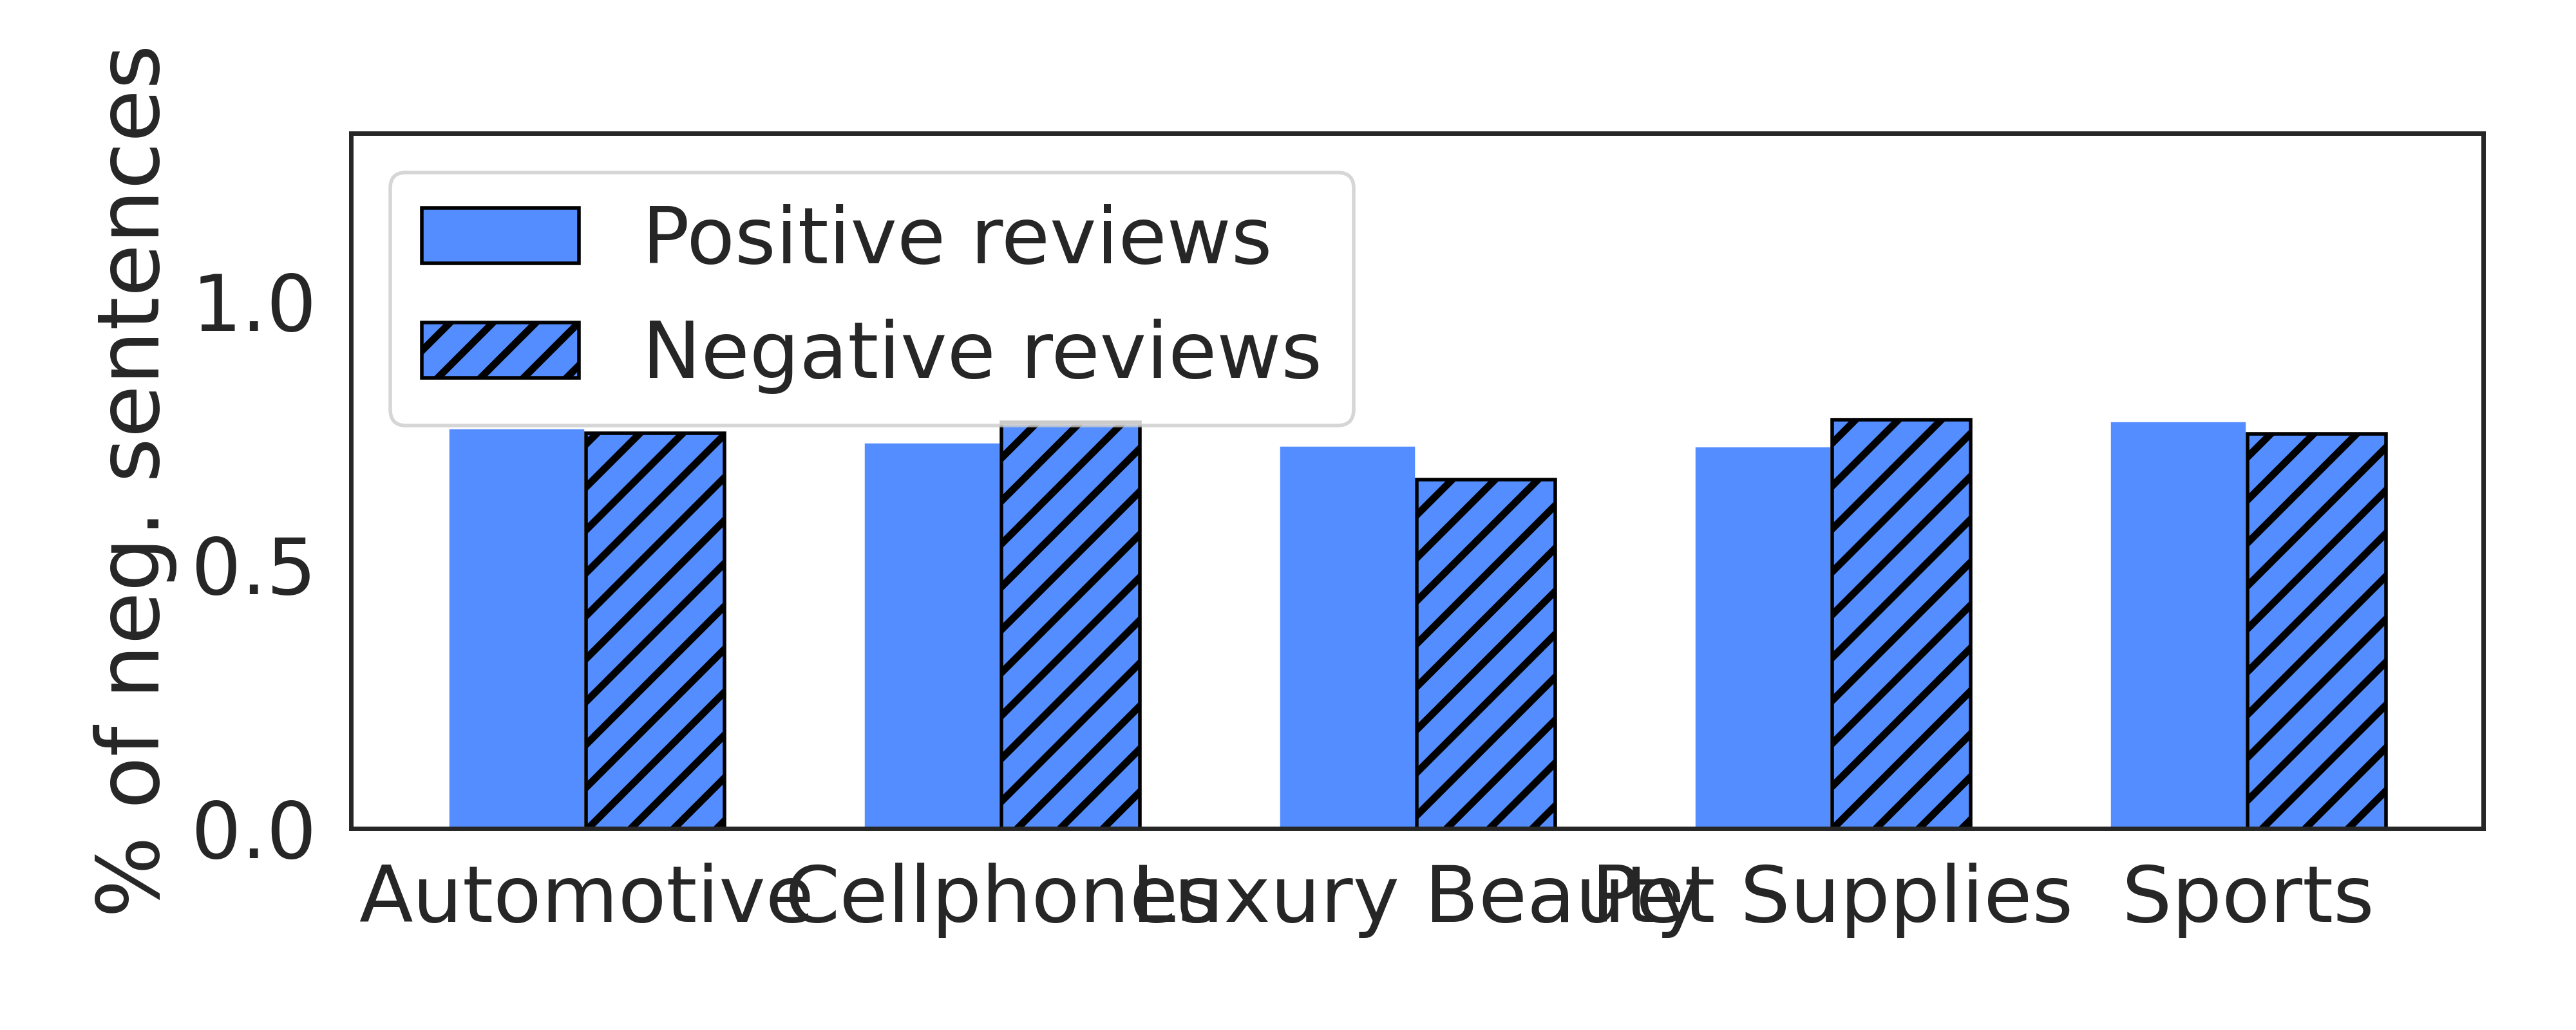 % of neg. sentences
1.0
0.5
0.0
Positive reviews
Negative reviews
Automotive
Cellphones
Luxury Beauty
Pet Supplies
Sports